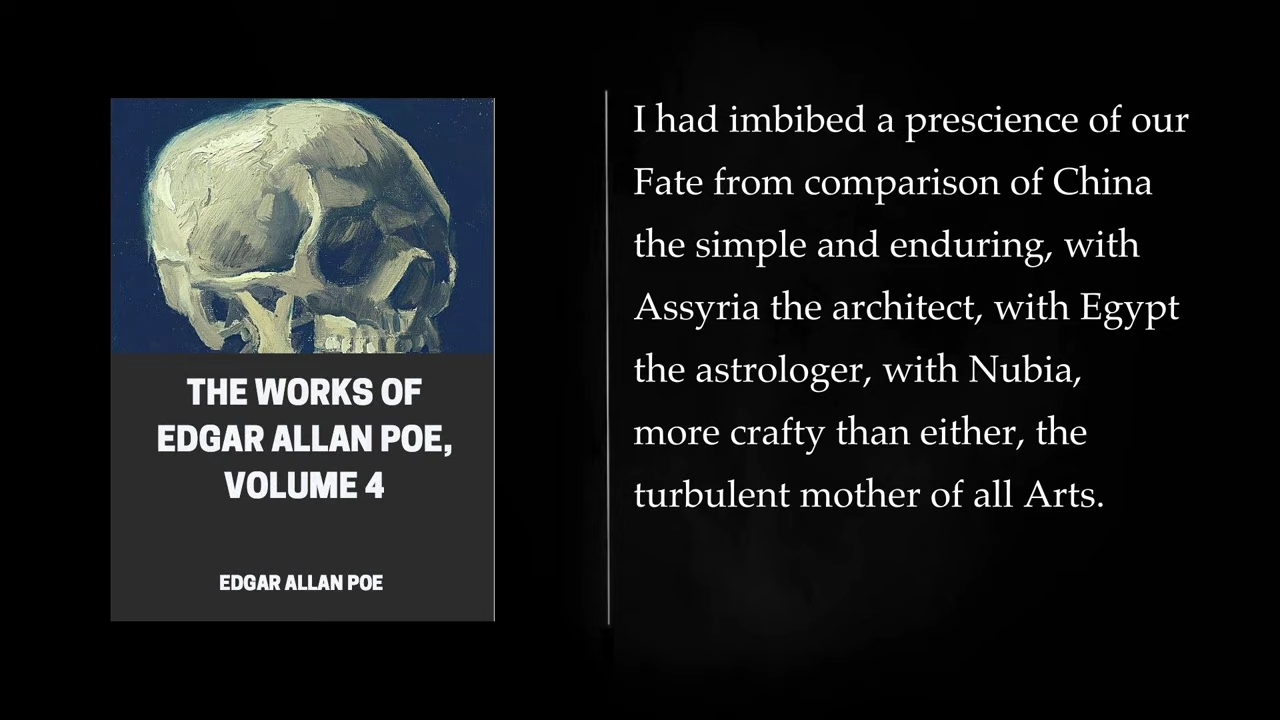 THE WORKS OF
EDGAR ALLAN POE,
VOLUME 4
EDGAR ALLAN POE
I had imbibed a prescience of our
Fate from comparison of China
the simple and enduring, with
Assyria the architect, with Egypt
the astrologer, with Nubia,
more crafty than either, the
turbulent mother of all Arts.